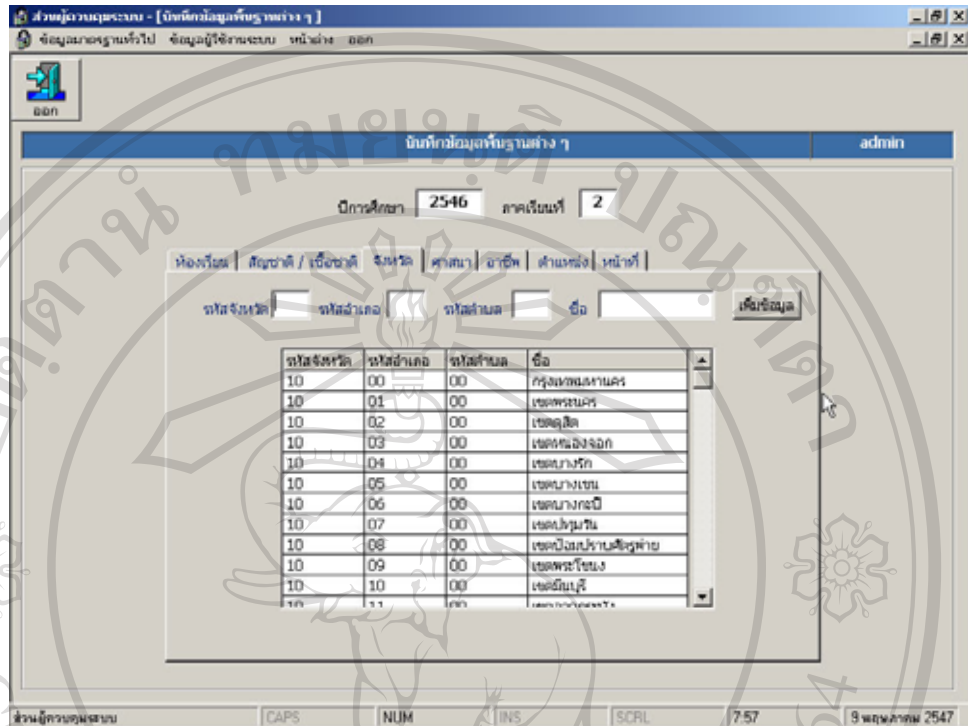 ส่วนผู้ควบคุมระบบ - [บันทึกข้อมูลพื้นฐานต่าง ๆ ]
ข้อมูลมาตรฐานทั่วไป ข้อมูลผู้ใช้งานระบบ หน้าต่าง ออก
ออก
บันทึกข้อมูลพื้นฐานต่าง ๆ admin
ปีการศึกษา 2546 ภาคเรียนที่ 2
ห้องเรียน สัญชาติ / เชื้อชาติ จังหวัด ศาสนา อาชีพ ตำแหน่ง หน้าที่
รหัสจังหวัด รหัสอำเภอ รหัสตำบล ชื่อ เพิ่มข้อมูล
รหัสจังหวัด รหัสอำเภอ รหัสตำบล ชื่อ
10 00 00 กรุงเทพมหานคร
10 01 00 เขตพระนคร
10 02 00 เขตดุสิต
10 03 00 เขตหนองจอก
10 04 00 เขตบางรัก
10 05 00 เขตบางเขน
10 06 00 เขตบางกะปิ
10 07 00 เขตปทุมวัน
10 08 00 เขตป้อมปราบศัตรูพ่าย
10 09 00 เขตพระโขนง
10 10 00 เขตมีนบุรี
10 11 00
ส่วนผู้ควบคุมระบบ CAPS NUM INS SCRL 7:57 9 พฤษภาคม 2547